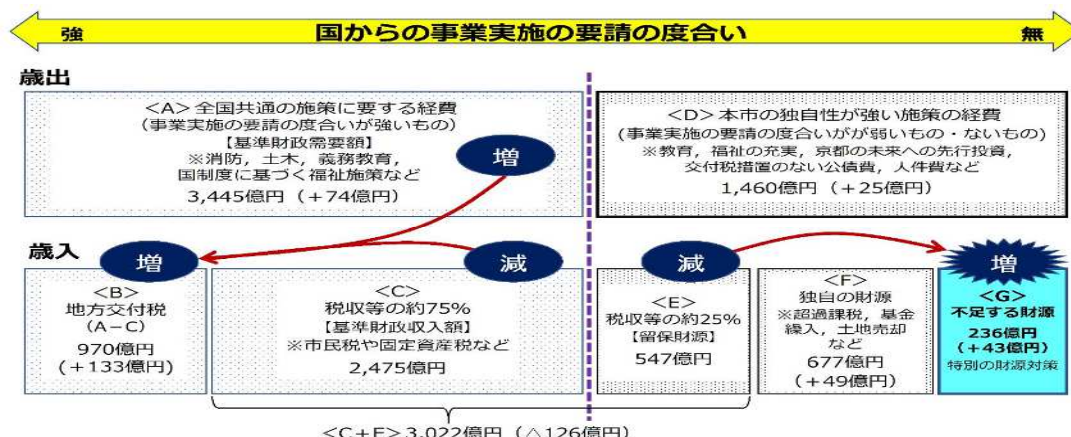 強 国からの事業実施の要請の度合い 無
歳出
<A>全国共通の施策に要する経費
(事業実施の要請の度合いが強いもの)
【基準財政需要額】
※消防，土木，義務教育，
国制度に基づく福祉施策など
3,445億円（+74億円）
増
<D>本市の独自性が強い施策の経費
(事業実施の要請の度合いがが弱いもの・ないもの)
※教育，福祉の充実，京都の未来への先行投資，
交付税措置のない公債費，人件費など
1,460億円（+25億円）
歳入
増
<B>
地方交付税
(A－C)
970億円
(+133億円)
減
<C>
税収等の約75%
【基準財政収入額】
※市民税や固定資産税など
2,475億円
減
<E>
税収等の約25%
【留保財源】
547億円
<F>
独自の財源
※超過課税，基金
繰入，土地売却
など
677億円
(+49億円)
増
<G>
不足する財源
236億円
(+43億円)
特別の財源対策
<C+E>3,022億円（△126億円）